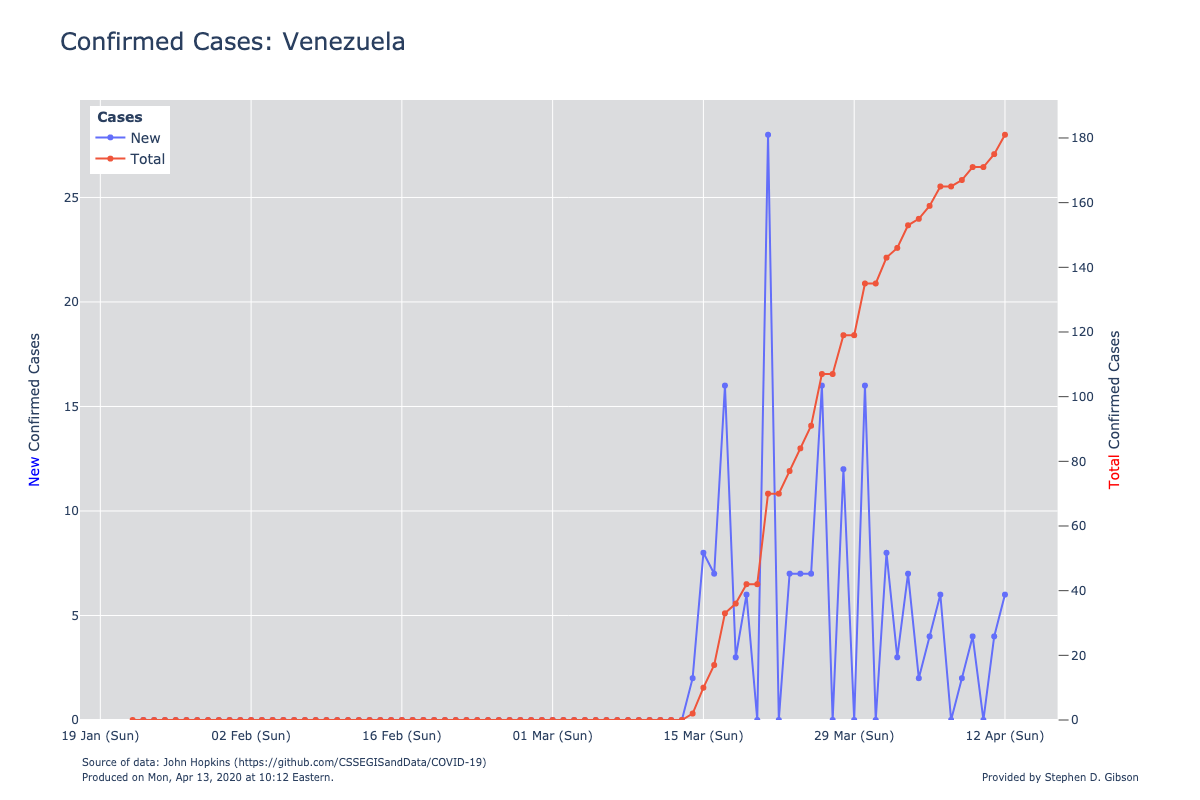 Confirmed Cases: Venezuela
Cases
New
Total
180
160
140
120
100
80
60
40
20
0
25
20
15
10
5
0
New Confirmed Cases
Total Confirmed Cases
19 Jan (Sun) 02 Feb (Sun) 16 Feb (Sun) 01 Mar (Sun) 15 Mar (Sun) 29 Mar (Sun) 12 Apr (Sun)
Source of data: John Hopkins (https://github.com/CSSEGISandData/COVID-19)
Produced on Mon, Apr 13, 2020 at 10:12 Eastern.
Provided by Stephen D. Gibson